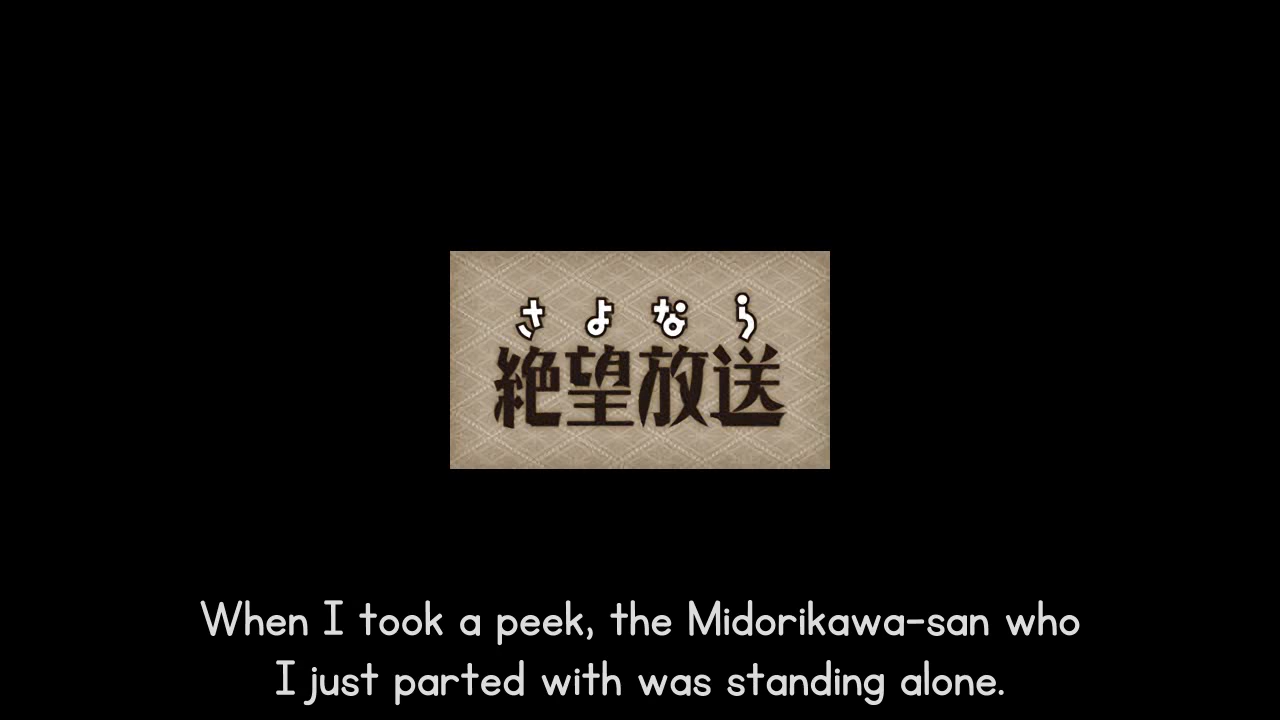 さよなら
絶望放送
When I took a peek, the Midorikawa-san who
I just parted with was standing alone.